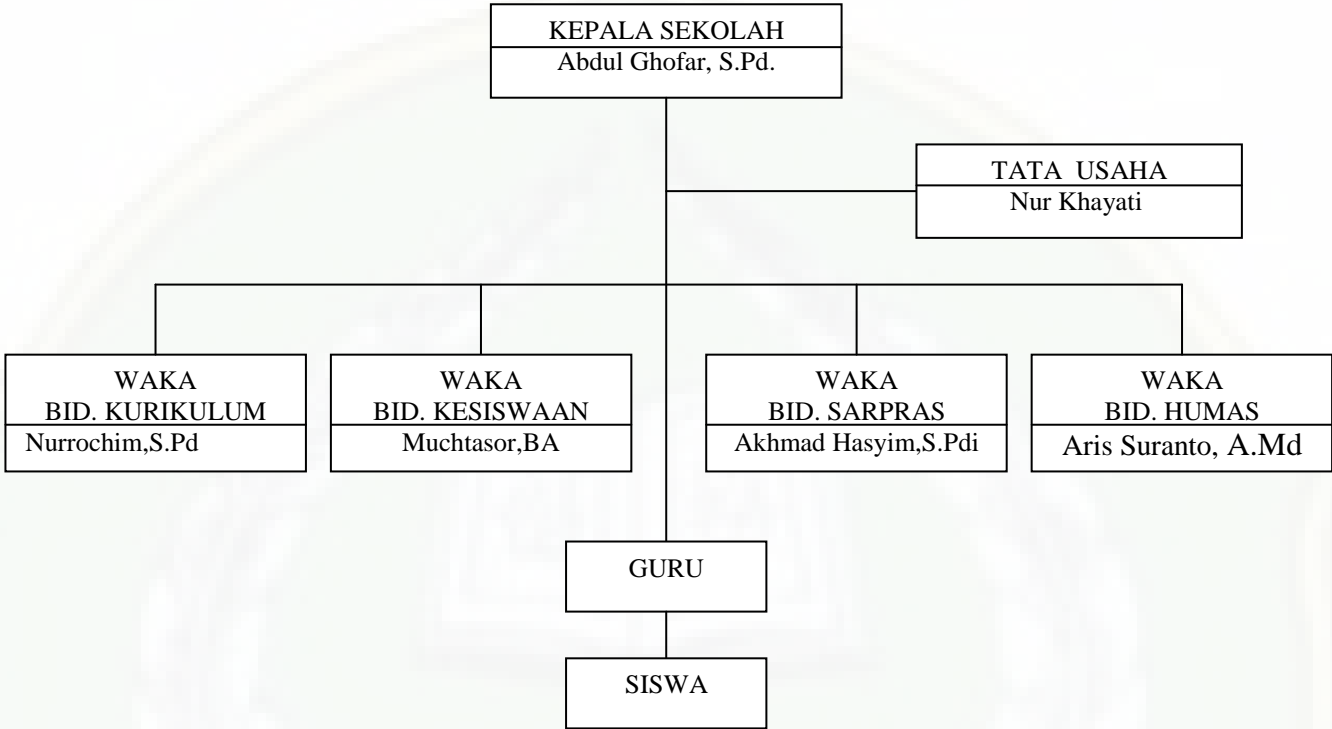 KEPALA SEKOLAH
Abdul Ghofar, S.Pd.
TATA USAHA
Nur Khayati
WAKA
BID. KURIKULUM
Nurrochim,S.Pd
WAKA
BID. KESISWAAN
Muchtasor,BA
WAKA
BID. SARPRAS
Akhmad Hasyim,S.Pdi
WAKA
BID. HUMAS
Aris Suranto, A.Md
GURU
SISWA